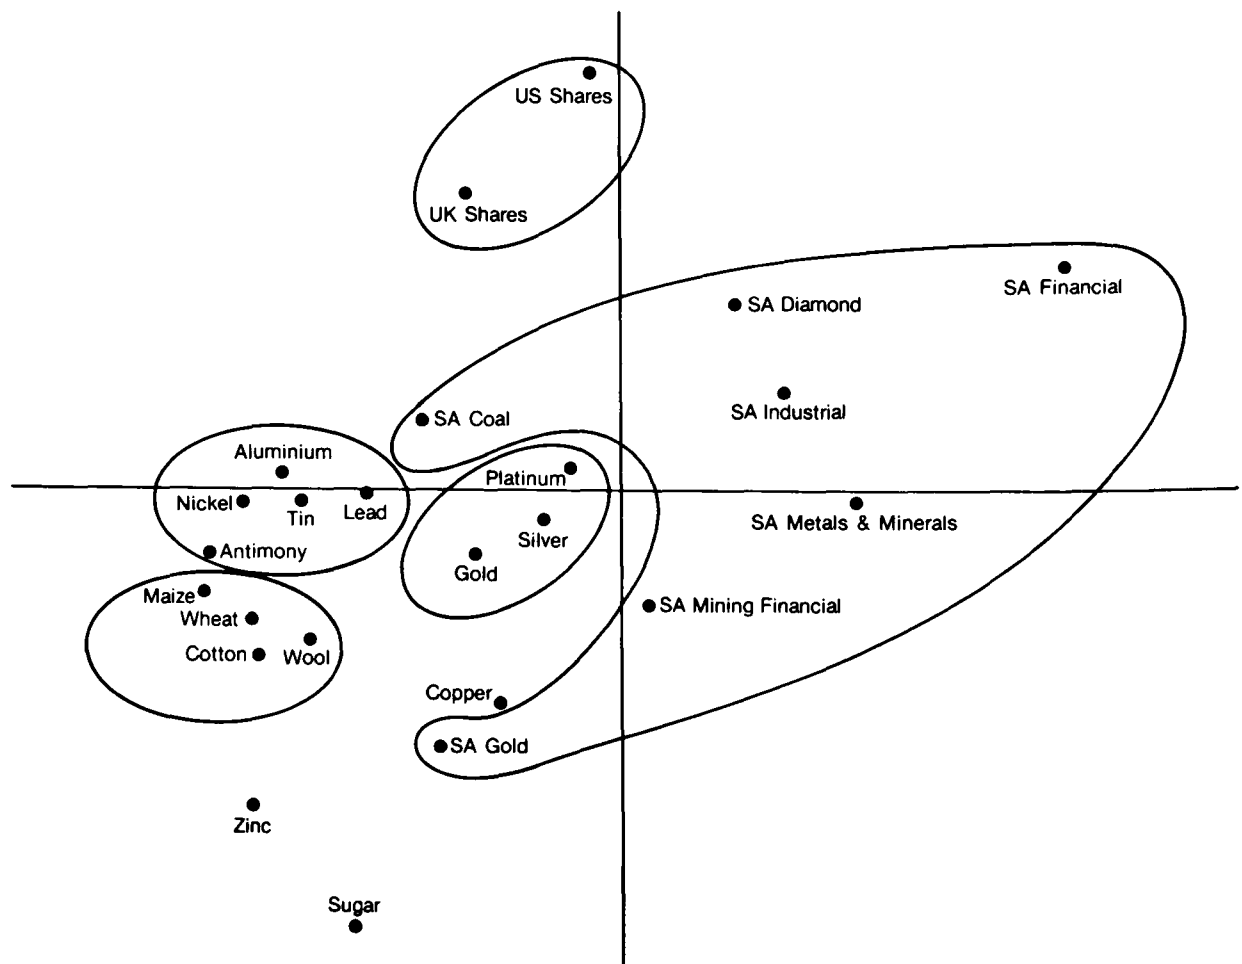 US Shares
UK Shares
SA Financial
SA Diamond
SA Industrial
SA Coal
Aluminium
Platinum
Nickel
Tin
Lead
SA Metals & Minerals
Silver
Antimony
Gold
Maize
SA Mining Financial
Wheat
Cotton
Wool
Copper
SA Gold
Zinc
Sugar